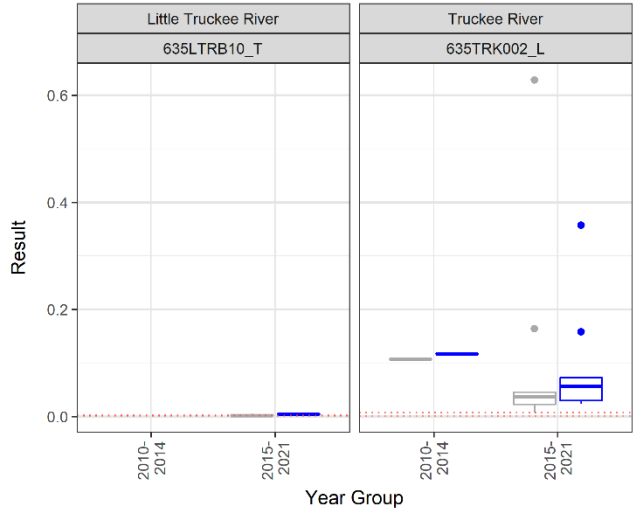 Little Truckee River
Truckee River
635LTRB10_T
635TRK002_L
Result
0.6
0.4
0.2
0.0
2010-
2014
2015-
2021
2010-
2014
2015-
2021
Year Group